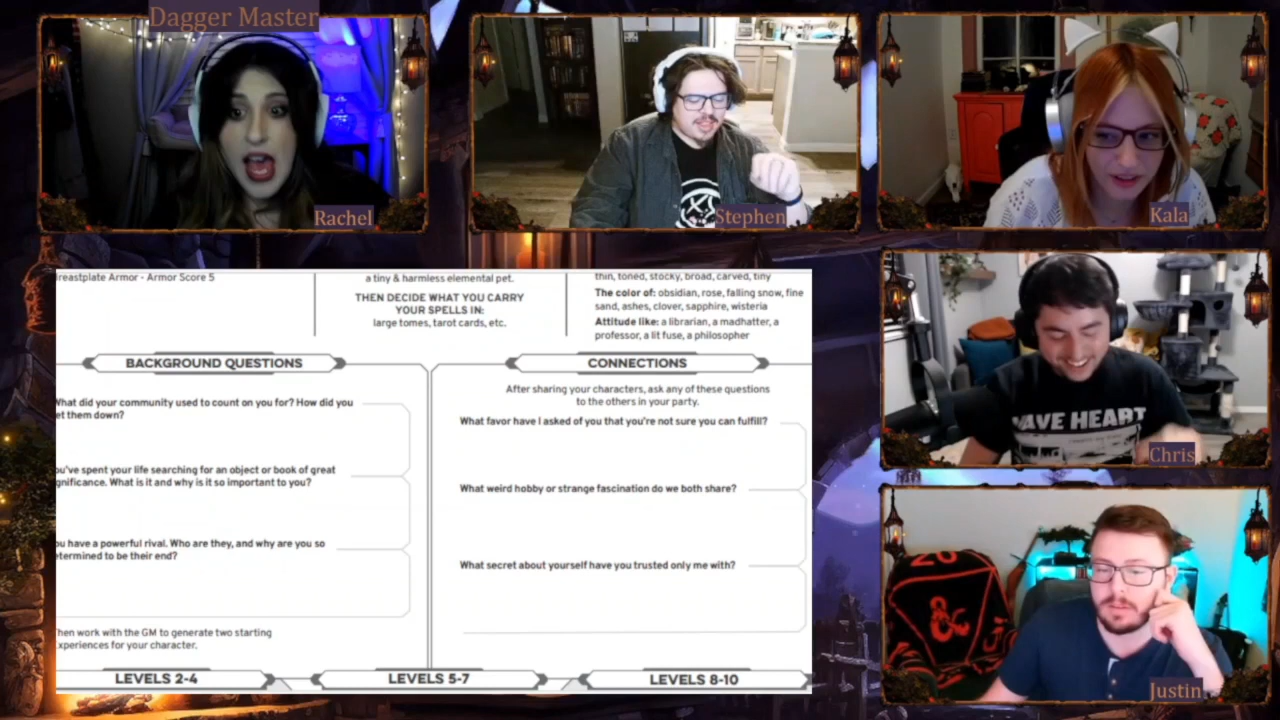 Dagger Master
Rachel
Stephen
Kala
Armor - Armor Score 5
a tiny & harmless elemental pet.
THEN DECIDE WHAT YOU CARRY
YOUR SPELLS IN:
large tomes, tarot cards, etc.
thin, toned, stocky, broad, carved, tiny
The color of: obsidian, rose, falling snow, fine
sand, ashes, clover, sapphire, wisteria
Attitude like: a librarian, a madhatter, a
professor, a lit fuse, a philosopher
BACKGROUND QUESTIONS
What did your community used to count on you for? How did you
et them down?
ou've spent your life searching for an object or book of great
gnificance. What is it and why is it so important to you?
ou have a powerful rival. Who are they, and why are you so
etermined to be their end?
hen work with the GM to generate two starting
xperiences for your character.
CONNECTIONS
After sharing your characters, ask any of these questions
to the others in your party.
What favor have I asked of you that you're not sure you can fulfill?
What weird hobby or strange fascination do we both share?
What secret about yourself have you trusted only me with?
LEVELS 2-4
LEVELS 5-7
LEVELS 8-10
AVE HEART
Chris
20
&
Justin